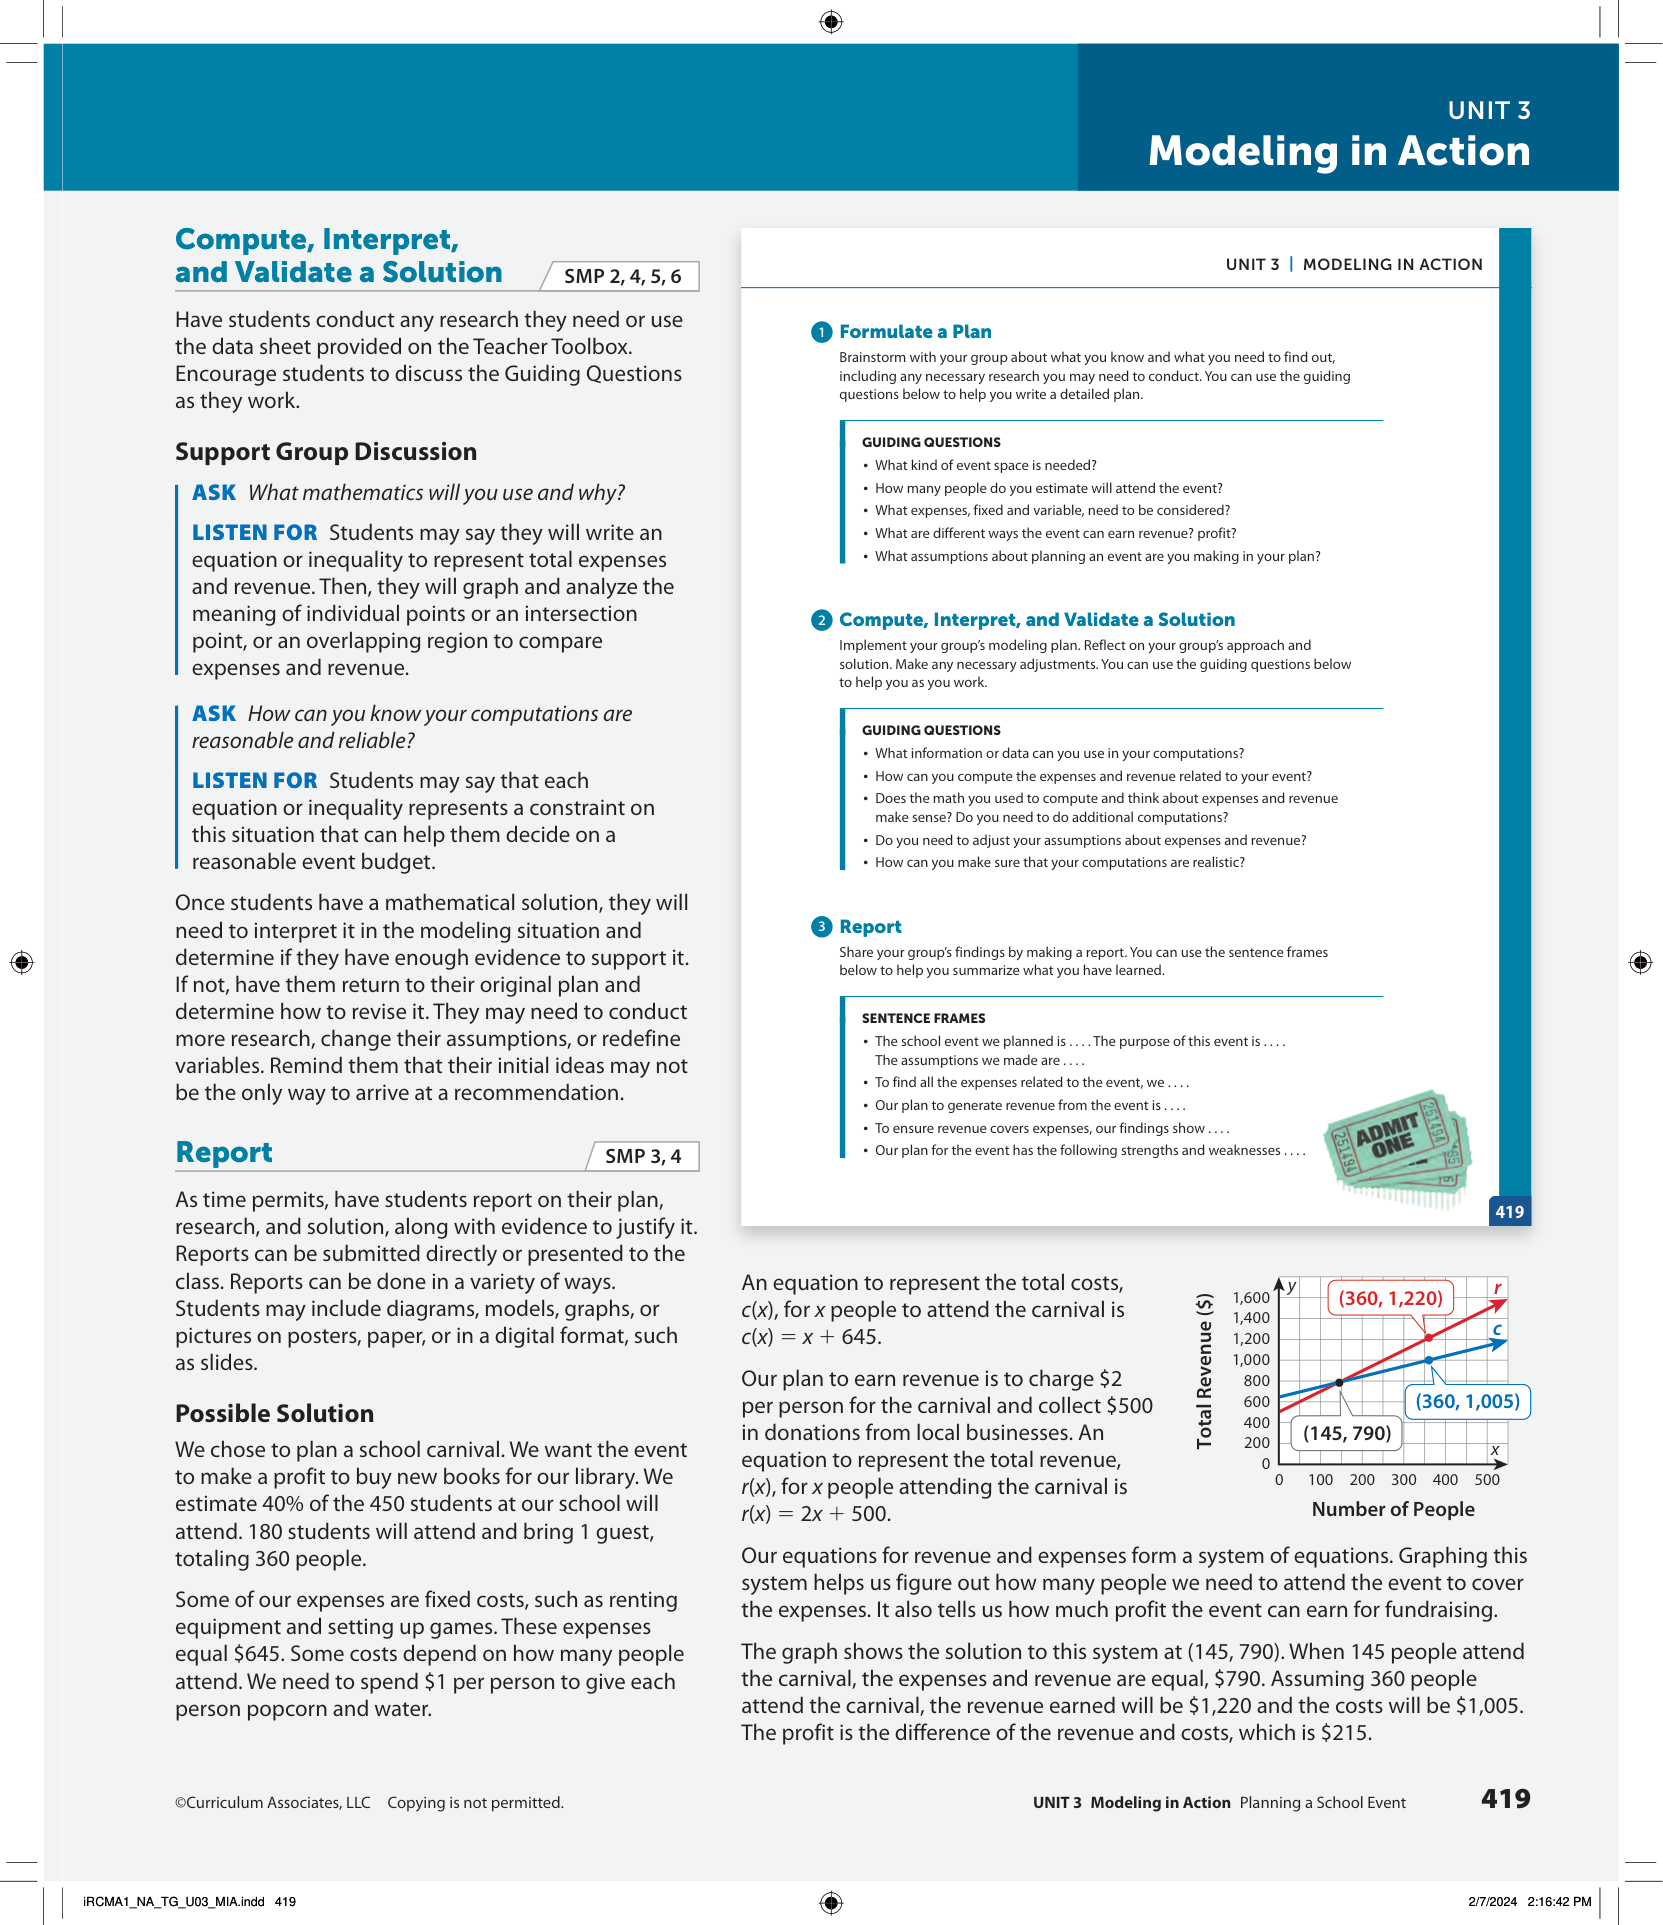 UNIT 3
Modeling in Action
Compute, Interpret,
and Validate a Solution
SMP 2, 4, 5, 6
Have students conduct any research they need or use
the data sheet provided on the Teacher Toolbox.
Encourage students to discuss the Guiding Questions
as they work.
Support Group Discussion
ASK What mathematics will you use and why?
LISTEN FOR Students may say they will write an
equation or inequality to represent total expenses
and revenue. Then, they will graph and analyze the
meaning of individual points or an intersection
point, or an overlapping region to compare
expenses and revenue.
ASK How can you know your computations are
reasonable and reliable?
LISTEN FOR Students may say that each
equation or inequality represents a constraint on
this situation that can help them decide on a
reasonable event budget.
Once students have a mathematical solution, they will
need to interpret it in the modeling situation and
determine if they have enough evidence to support it.
If not, have them return to their original plan and
determine how to revise it. They may need to conduct
more research, change their assumptions, or redefine
variables. Remind them that their initial ideas may not
be the only way to arrive at a recommendation.
Report
SMP 3, 4
As time permits, have students report on their plan,
research, and solution, along with evidence to justify it.
Reports can be submitted directly or presented to the
class. Reports can be done in a variety of ways.
Students may include diagrams, models, graphs, or
pictures on posters, paper, or in a digital format, such
as slides.
Possible Solution
We chose to plan a school carnival. We want the event
to make a profit to buy new books for our library. We
estimate 40% of the 450 students at our school will
attend. 180 students will attend and bring 1 guest,
totaling 360 people.
Some of our expenses are fixed costs, such as renting
equipment and setting up games. These expenses
equal $645. Some costs depend on how many people
attend. We need to spend $1 per person to give each
person popcorn and water.
UNIT 3 | MODELING IN ACTION
1 Formulate a Plan
Brainstorm with your group about what you know and what you need to find out,
including any necessary research you may need to conduct. You can use the guiding
questions below to help you write a detailed plan.
GUIDING QUESTIONS
• What kind of event space is needed?
• How many people do you estimate will attend the event?
• What expenses, fixed and variable, need to be considered?
• What are different ways the event can earn revenue? profit?
• What assumptions about planning an event are you making in your plan?
2 Compute, Interpret, and Validate a Solution
Implement your group's modeling plan. Reflect on your group's approach and
solution. Make any necessary adjustments. You can use the guiding questions below
to help you as you work.
GUIDING QUESTIONS
• What information or data can you use in your computations?
• How can you compute the expenses and revenue related to your event?
• Does the math you used to compute and think about expenses and revenue
make sense? Do you need to do additional computations?
• Do you need to adjust your assumptions about expenses and revenue?
• How can you make sure that your computations are realistic?
3 Report
Share your group's findings by making a report. You can use the sentence frames
below to help you summarize what you have learned.
SENTENCE FRAMES
• The school event we planned is . . . . The purpose of this event is . . . .
The assumptions we made are . . . .
• To find all the expenses related to the event, we . . . .
• Our plan to generate revenue from the event is . . . .
• To ensure revenue covers expenses, our findings show . . . .
• Our plan for the event has the following strengths and weaknesses . . . .
251494
ADMIT
ONE
251494
419
An equation to represent the total costs,
c(x), for x people to attend the carnival is
c(x) = x + 645.
Our plan to earn revenue is to charge $2
per person for the carnival and collect $500
in donations from local businesses. An
equation to represent the total revenue,
r(x), for x people attending the carnival is
r(x) = 2x + 500.
Total Revenue ($)
y
1,600
1,400
1,200
1,000
800
600
400
200
0
(360, 1,220)
r
c
(360, 1,005)
(145, 790)
x
0 100 200 300 400 500
Number of People
Our equations for revenue and expenses form a system of equations. Graphing this
system helps us figure out how many people we need to attend the event to cover
the expenses. It also tells us how much profit the event can earn for fundraising.
The graph shows the solution to this system at (145, 790). When 145 people attend
the carnival, the expenses and revenue are equal, $790. Assuming 360 people
attend the carnival, the revenue earned will be $1,220 and the costs will be $1,005.
The profit is the difference of the revenue and costs, which is $215.
©Curriculum Associates, LLC Copying is not permitted.
UNIT 3 Modeling in Action Planning a School Event 419
iRCMA1_NA_TG_U03_MIA.indd 419
2/7/2024 2:16:42 PM